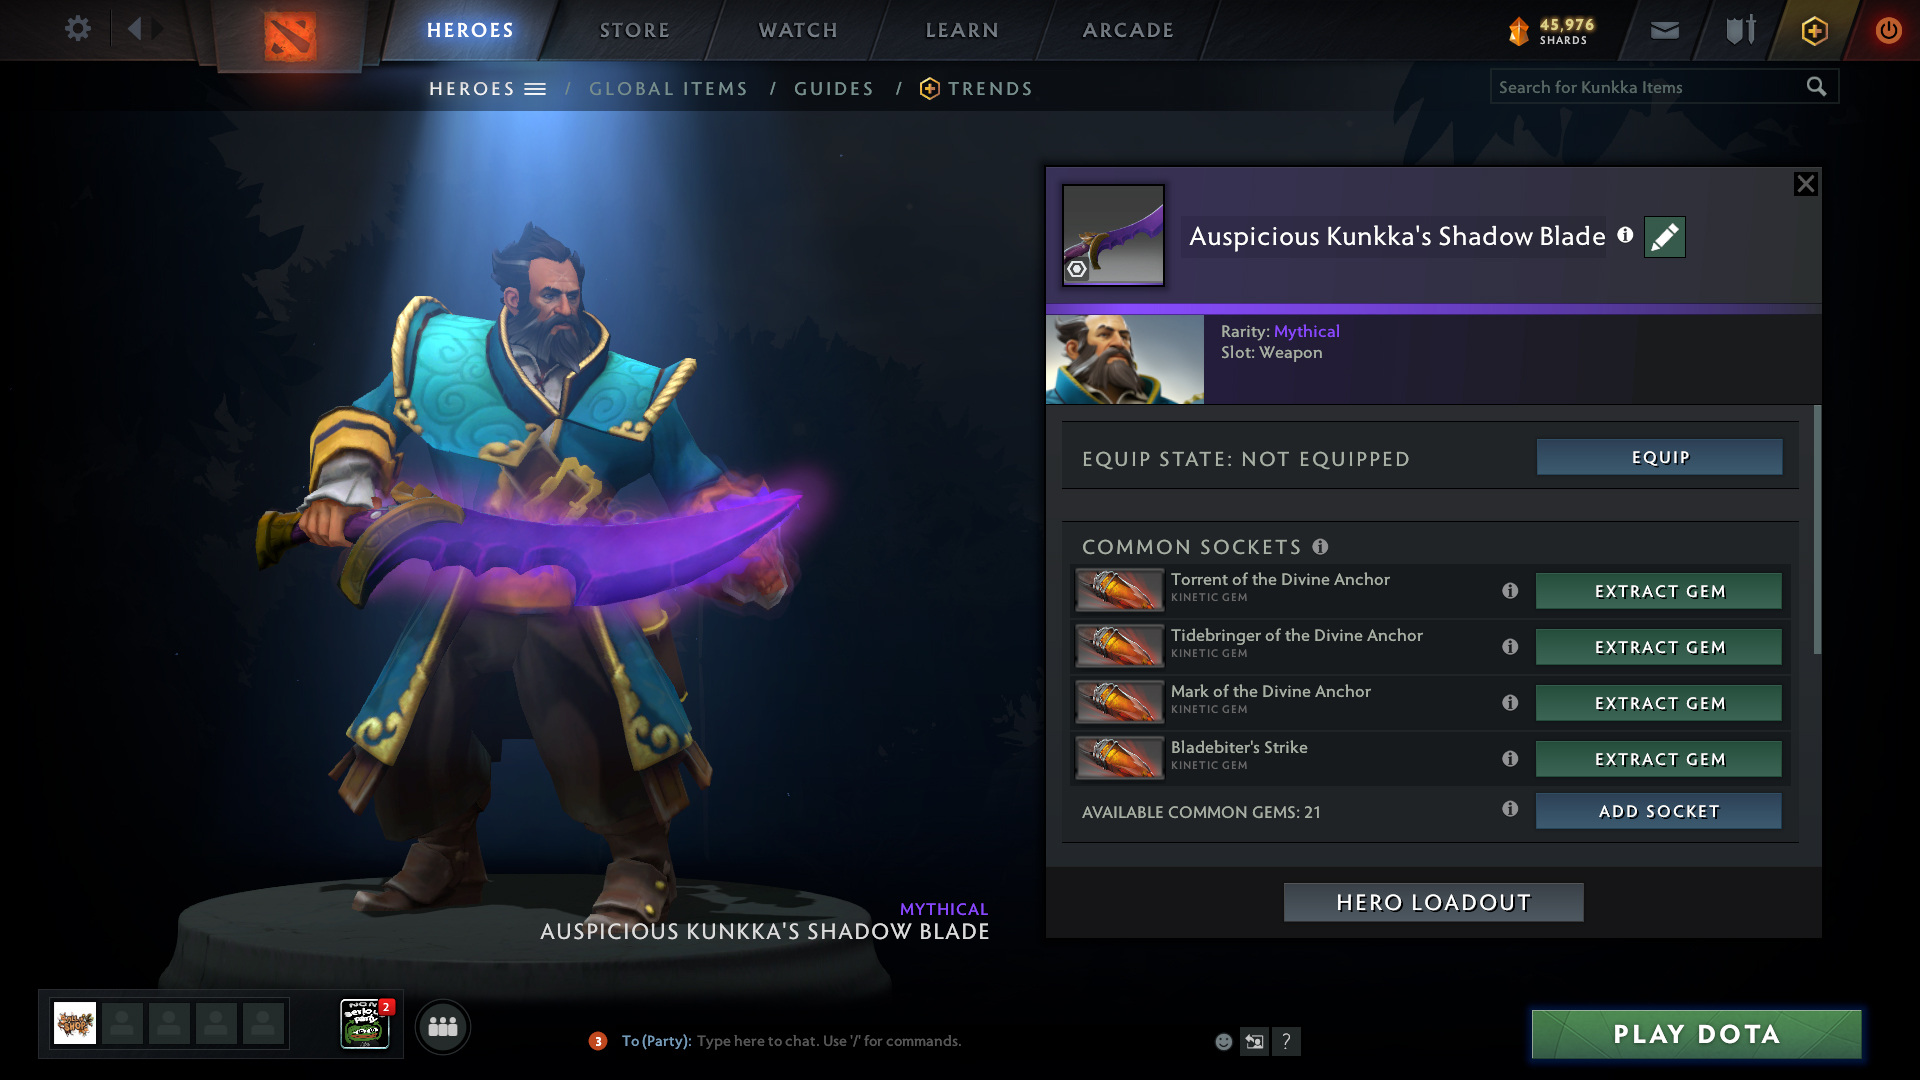 HEROES
STORE
WATCH
LEARN
ARCADE
45,976
SHARDS
HEROES / GLOBAL ITEMS / GUIDES / TRENDS
Search for Kunkka Items
Auspicious Kunkka's Shadow Blade
Rarity: Mythical
Slot: Weapon
EQUIP STATE: NOT EQUIPPED
EQUIP
COMMON SOCKETS
Torrent of the Divine Anchor
KINETIC GEM
EXTRACT GEM
Tidebringer of the Divine Anchor
KINETIC GEM
EXTRACT GEM
Mark of the Divine Anchor
KINETIC GEM
EXTRACT GEM
Bladebiter's Strike
KINETIC GEM
EXTRACT GEM
AVAILABLE COMMON GEMS: 21
ADD SOCKET
HERO LOADOUT
MYTHICAL
AUSPICIOUS KUNKKA'S SHADOW BLADE
2
3
To (Party): Type here to chat. Use '/' for commands.
?
PLAY DOTA